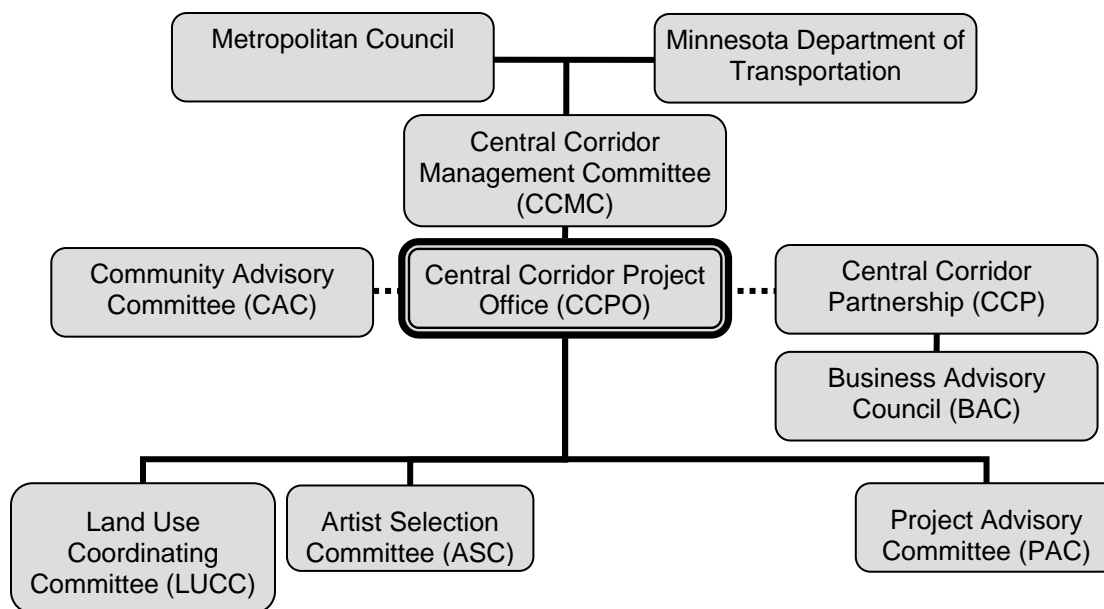 Metropolitan Council
Minnesota Department of
Transportation
Central Corridor
Management Committee
(CCMC)
Community Advisory
Committee (CAC)
Central Corridor Project
Office (CCPO)
Central Corridor
Partnership (CCP)
Business Advisory
Council (BAC)
Land Use
Coordinating
Committee (LUCC)
Artist Selection
Committee (ASC)
Project Advisory
Committee (PAC)